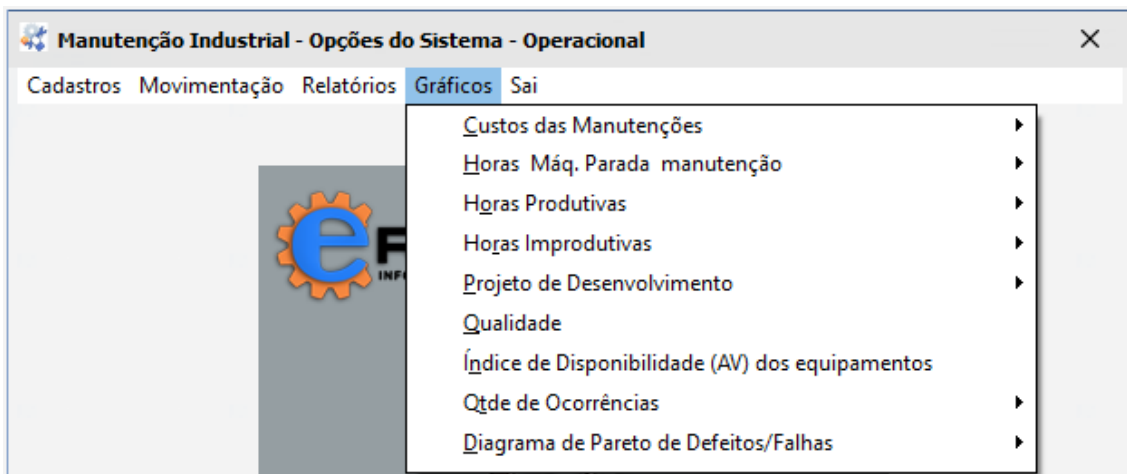 Manutenção Industrial - Opções do Sistema - Operacional
Cadastros Movimentação Relatórios Gráficos Sai
Custos das Manutenções
Horas Máq. Parada manutenção
Horas Produtivas
Horas Improdutivas
Projeto de Desenvolvimento
Qualidade
Índice de Disponibilidade (AV) dos equipamentos
Qtde de Ocorrências
Diagrama de Pareto de Defeitos/Falhas
e